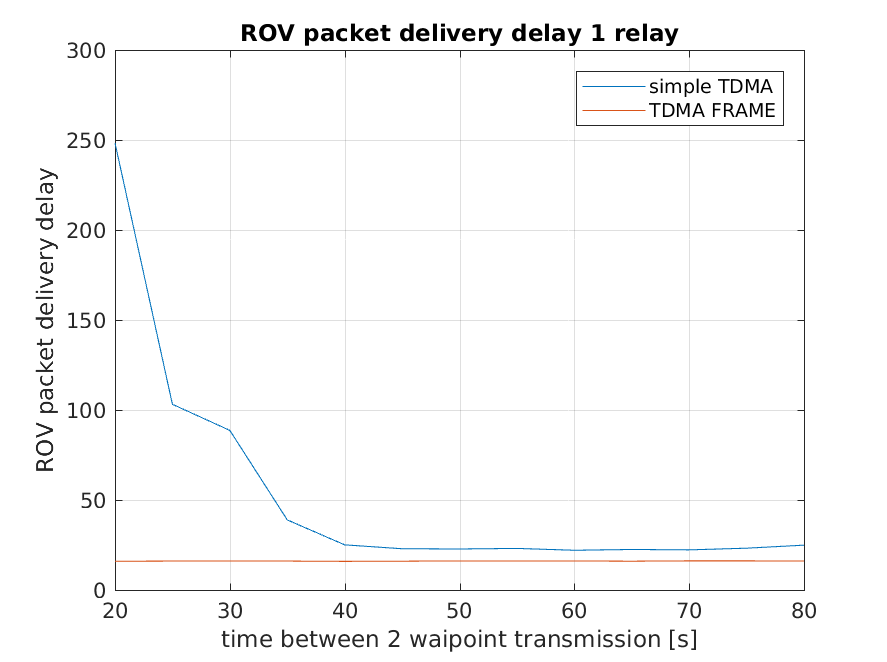 ROV packet delivery delay 1 relay
simple TDMA
TDMA FRAME
ROV packet delivery delay
300
250
200
150
100
50
0
20 30 40 50 60 70 80
time between 2 waipoint transmission [s]